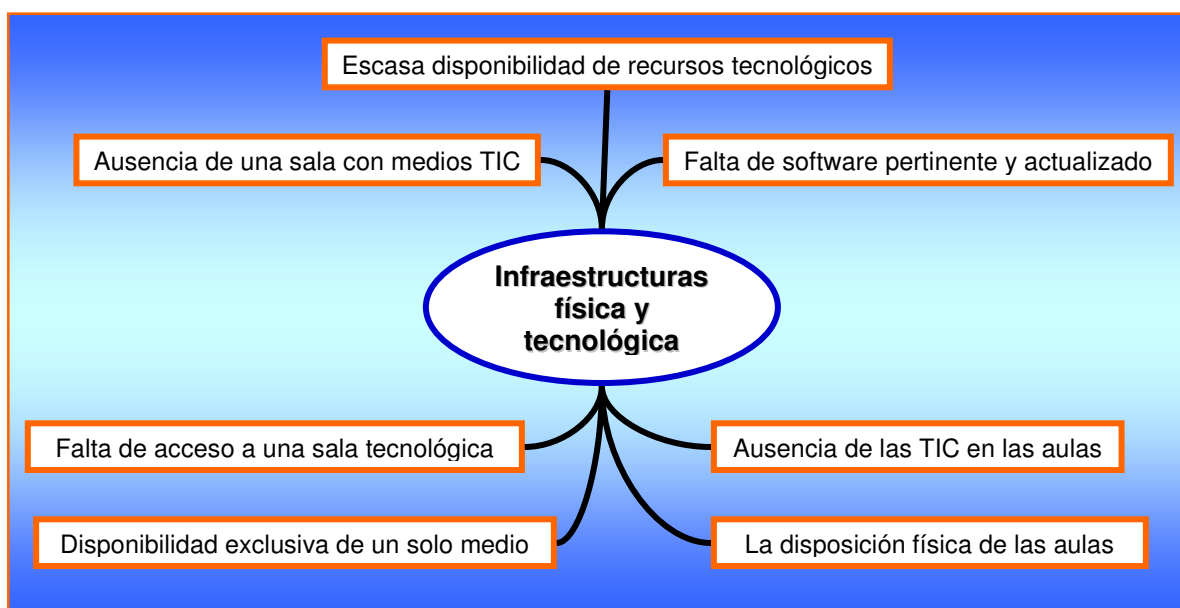 Escasa disponibilidad de recursos tecnológicos
Ausencia de una sala con medios TIC
Falta de software pertinente y actualizado
Infraestructuras
física y
tecnológica
Falta de acceso a una sala tecnológica
Ausencia de las TIC en las aulas
Disponibilidad exclusiva de un solo medio
La disposición física de las aulas